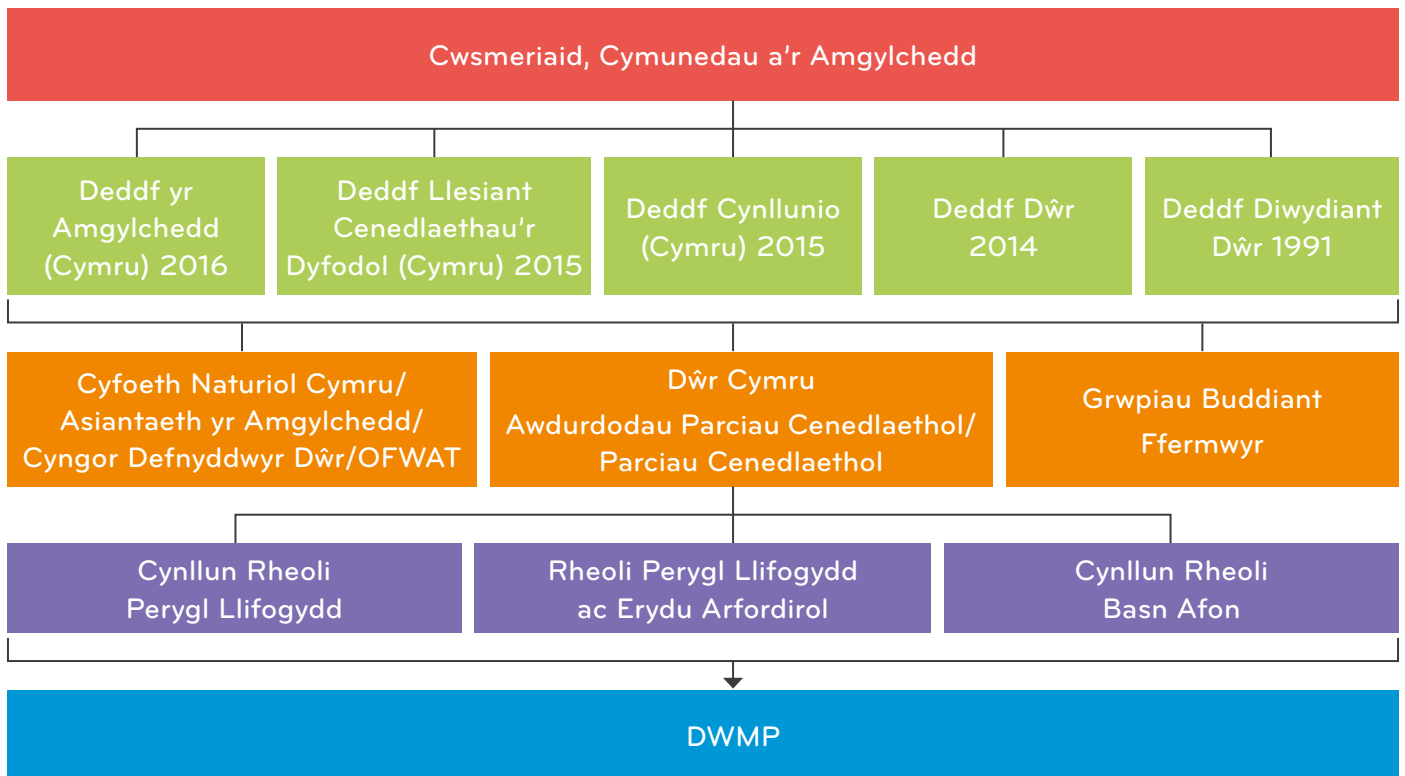 Cwsmeriaid, Cymunedau a'r Amgylchedd
Deddf yr
Amgylchedd
(Cymru) 2016
Deddf Llesiant
Cenedlaethau'r
Dyfodol (Cymru) 2015
Deddf Cynllunio
(Cymru) 2015
Deddf Dŵr
2014
Deddf Diwydiant
Dŵr 1991
Cyfoeth Naturiol Cymru/
Asiantaeth yr Amgylchedd/
Cyngor Defnyddwyr Dŵr/OFWAT
Dŵr Cymru
Awdurdodau Parciau Cenedlaethol/
Parciau Cenedlaethol
Grwpiau Buddiant
Ffermwyr
Cynllun Rheoli
Perygl Llifogydd
Rheoli Perygl Llifogydd
ac Erydu Arfordirol
Cynllun Rheoli
Basn Afon
DWMP